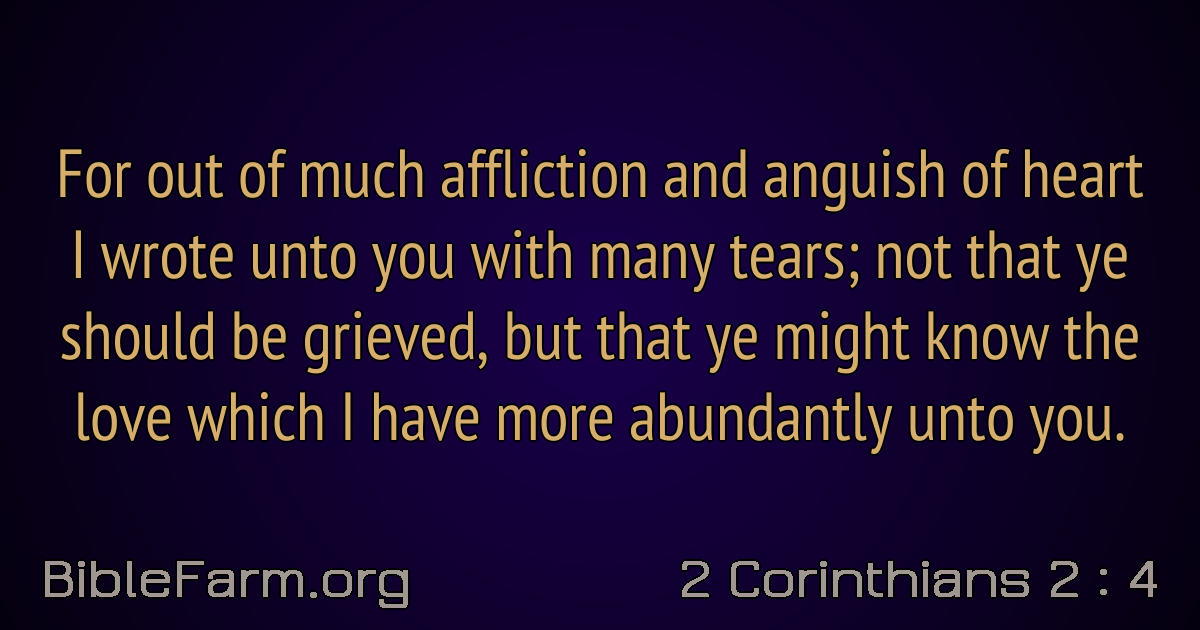 For out of much affliction and anguish of heart
I wrote unto you with many tears; not that ye
should be grieved, but that ye might know the
love which I have more abundantly unto you.
BibleFarm.org
2 Corinthians 2 : 4